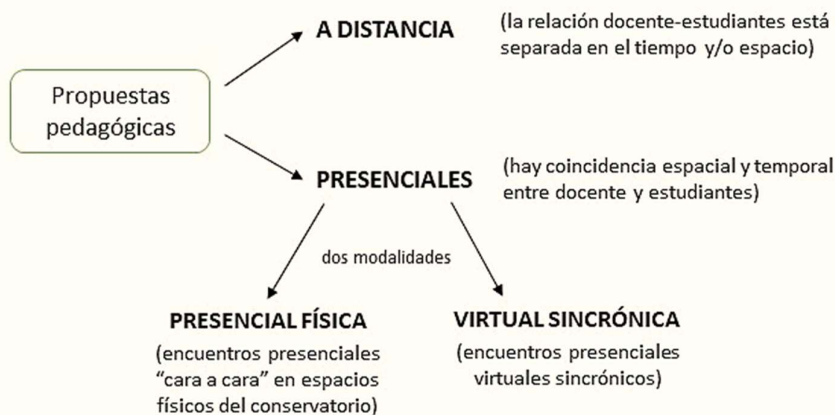 A DISTANCIA
(la relación docente-estudiantes está
separada en el tiempo y/o espacio)
Propuestas
pedagógicas
PRESENCIALES
(hay coincidencia espacial y temporal
entre docente y estudiantes)
dos modalidades
PRESENCIAL FÍSICA
(encuentros presenciales
“cara a cara” en espacios
físicos del conservatorio)
VIRTUAL SINCRÓNICA
(encuentros presenciales
virtuales sincrónicos)